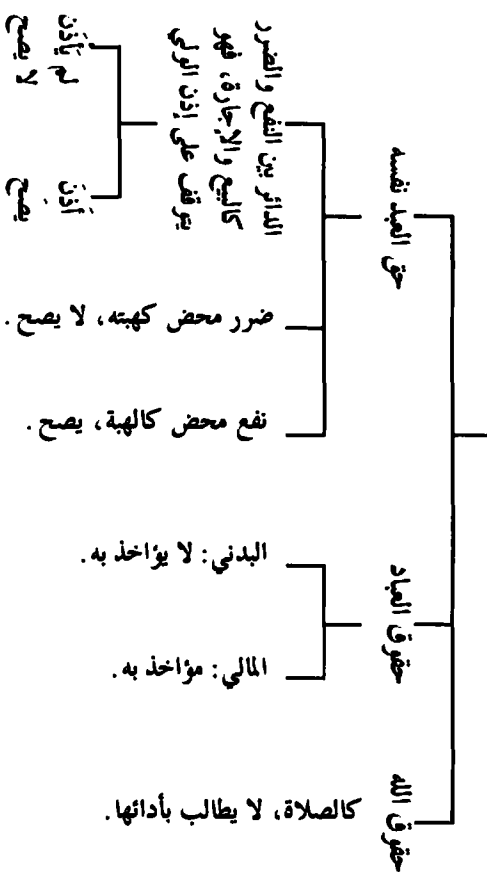 حقوق الله
كالصلاة، لا يطالب بأدائها.
حقوق العباد
المالي: مؤاخذ به.
البدني: لا يؤاخذ به.
حق العبد نفسه
نفع محض كالهبة، يصح.
ضرر محض كهبته، لا يصح.
الدائر بين النفع والضرر
كالبيع والإجارة، فهو
يتوقف على إذن الولي
أَذَنَ
يصح
لم يَأْذَن
لا يصح